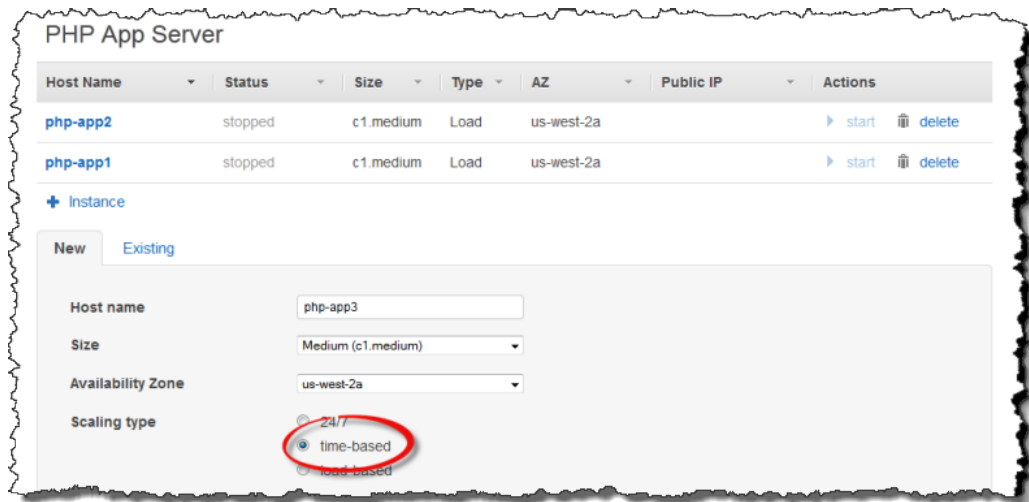 PHP App Server
Host Name Status Size Type AZ Public IP Actions
php-app2 stopped c1.medium Load us-west-2a start delete
php-app1 stopped c1.medium Load us-west-2a start delete
Instance
New Existing
Host name php-app3
Size Medium (c1.medium)
Availability Zone us-west-2a
Scaling type 24/7
time-based
load-based